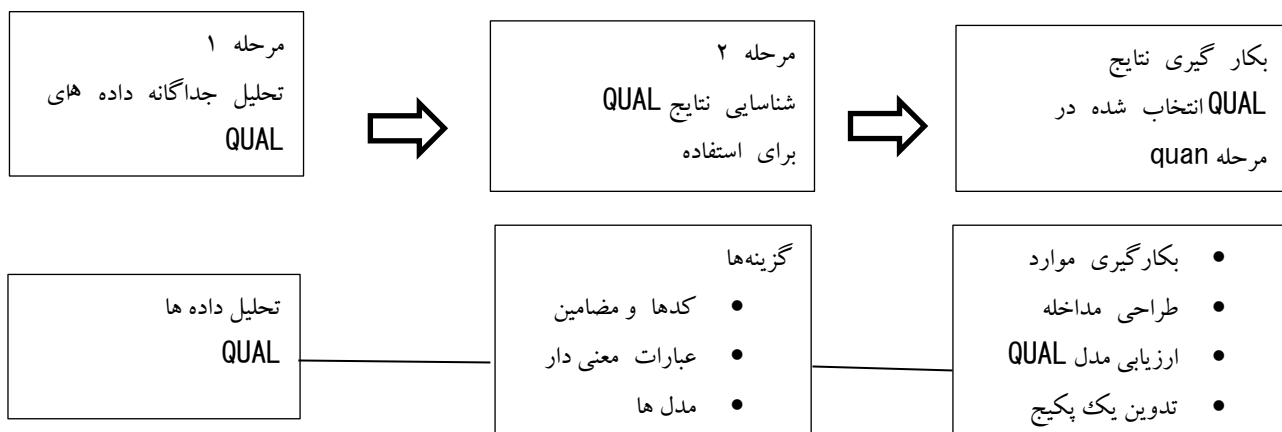 مرحله ۱
تحلیل جداگانه داده های
QUAL
مرحله ۲
شناسایی نتایج QUAL
برای استفاده
بکار گیری نتایج
QUAL انتخاب شده در
مرحله quan
تحلیل داده ها
QUAL
گزینه‌ها
• کدها و مضامین
• عبارات معنی دار
• مدل ها
• بکارگیری موارد
• طراحی مداخله
• ارزیابی مدل QUAL
• تدوین یک پکیج